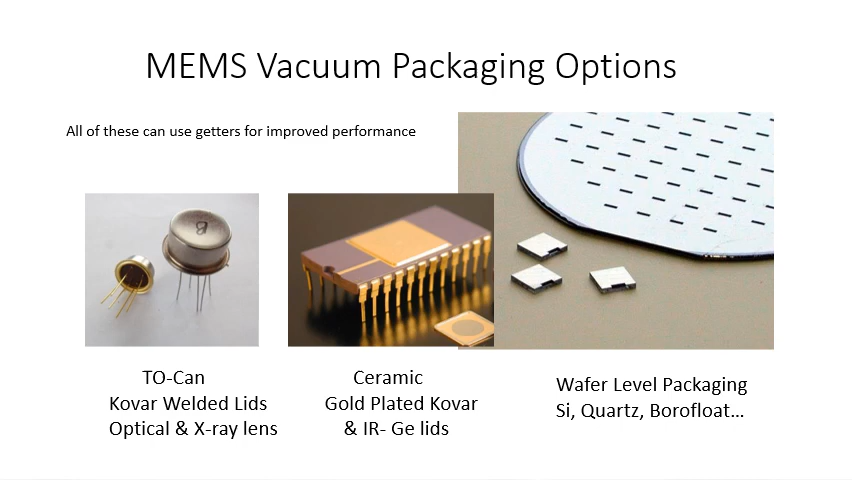 MEMS Vacuum Packaging Options
All of these can use getters for improved performance
TO-Can
Kovar Welded Lids
Optical & X-ray lens
Ceramic
Gold Plated Kovar
& IR- Ge lids
Wafer Level Packaging
Si, Quartz, Borofloat…